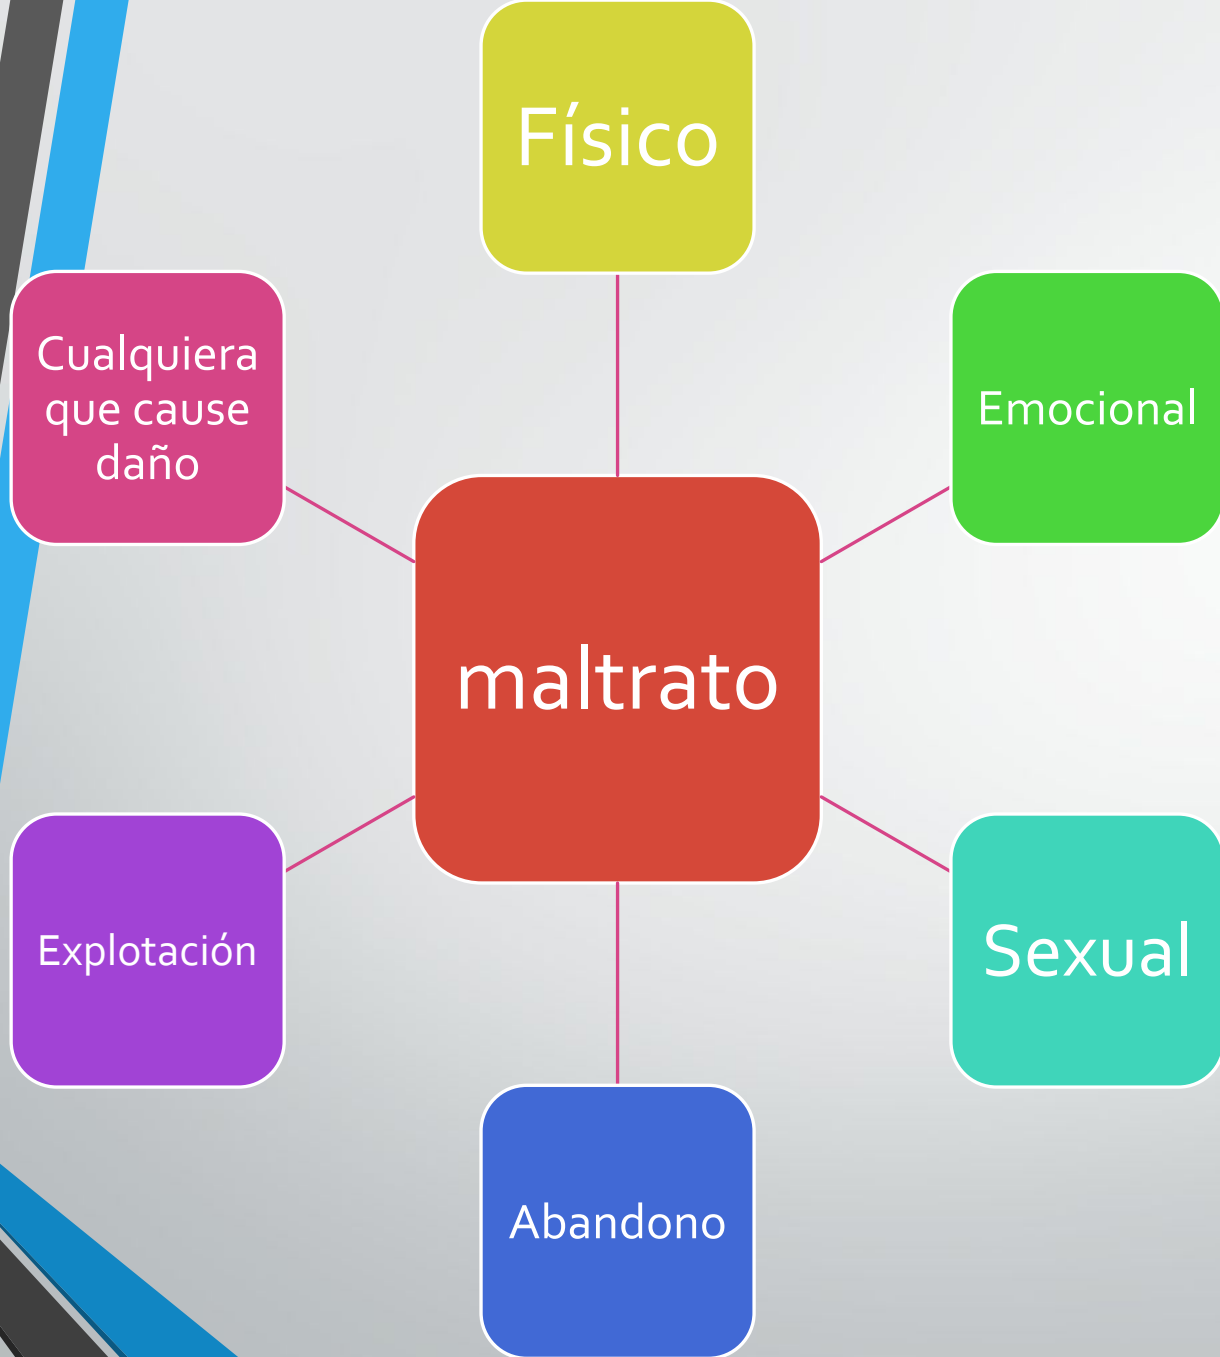 Físico
Cualquiera
que cause
daño
Emocional
maltrato
Explotación
Sexual
Abandono